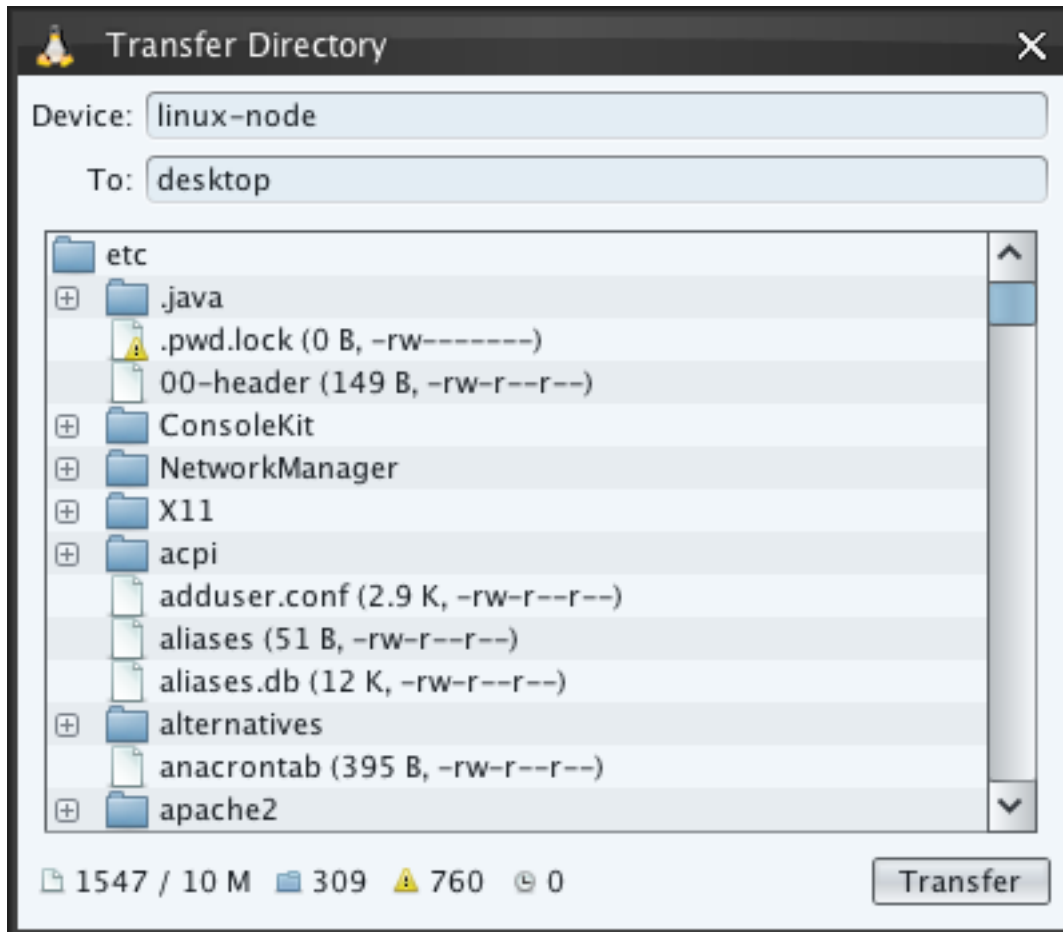 Transfer Directory
Device: linux-node
To: desktop
etc
.java
.pwd.lock (0 B, -rw-------)
00-header (149 B, -rw-r--r--)
ConsoleKit
NetworkManager
X11
acpi
adduser.conf (2.9 K, -rw-r--r--)
aliases (51 B, -rw-r--r--)
aliases.db (12 K, -rw-r--r--)
alternatives
anacrontab (395 B, -rw-r--r--)
apache2
1547 / 10 M 309 760 0 Transfer